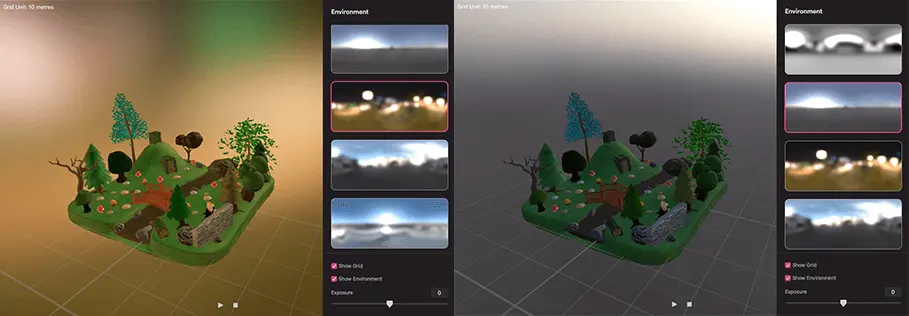 Grid Unit: 10 metres
Environment
Show Grid
Show Environment
Exposure
0
Grid Unit: 10 metres
Environment
Show Grid
Show Environment
Exposure
0